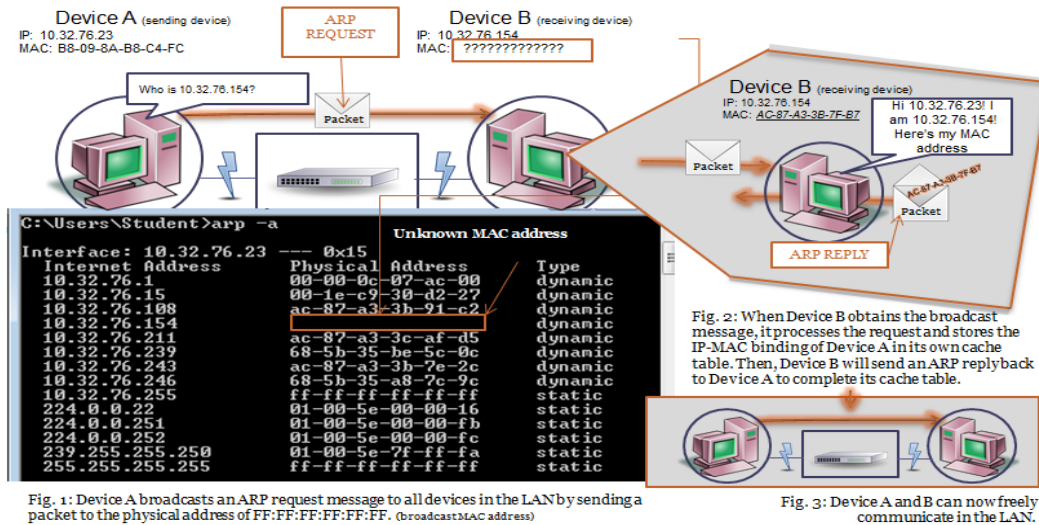 Device A (sending device)
IP: 10.32.76.23
MAC: B8-09-8A-B8-C4-FC
ARP
REQUEST
Device B (receiving device)
IP: 10.32.76.154
MAC: ?????????????
Who is 10.32.76.154?
Packet
Device B (receiving device)
IP: 10.32.76.154
MAC: AC-87-A3-3B-7F-B7
Hi 10.32.76.23! I
am 10.32.76.154!
Here's my MAC
address
Packet
AC-87-A3-3B-7F-B7
Packet
ARP REPLY
C:\Users\Student>arp -a
Unknown MAC address
Interface: 10.32.76.23 --- 0x15
Internet Address Physical Address Type
10.32.76.1 00-00-0c-07-ac-00 dynamic
10.32.76.15 00-1e-c9-30-d2-27 dynamic
10.32.76.108 ac-87-a3-3b-91-c2 dynamic
10.32.76.154 dynamic
10.32.76.211 ac-87-a3-3c-af-d5 dynamic
10.32.76.239 68-5b-35-be-5c-0c dynamic
10.32.76.243 ac-87-a3-3b-7e-2c dynamic
10.32.76.246 68-5b-35-a8-7c-9c dynamic
10.32.76.255 ff-ff-ff-ff-ff-ff static
224.0.0.22 01-00-5e-00-00-16 static
224.0.0.251 01-00-5e-00-00-fb static
224.0.0.252 01-00-5e-00-00-fc static
239.255.255.250 01-00-5e-7f-ff-fa static
255.255.255.255 ff-ff-ff-ff-ff-ff static
Fig. 2: When Device B obtains the broadcast
message, it processes the request and stores the
IP-MAC binding of Device A in its own cache
table. Then, Device B will send an ARP reply back
to Device A to complete its cache table.
Fig. 1: Device A broadcasts an ARP request message to all devices in the LAN by sending a
packet to the physical address of FF:FF:FF:FF:FF:FF. (broadcast MAC address)
Fig. 3: Device A and B can now freely
communicate in the LAN.